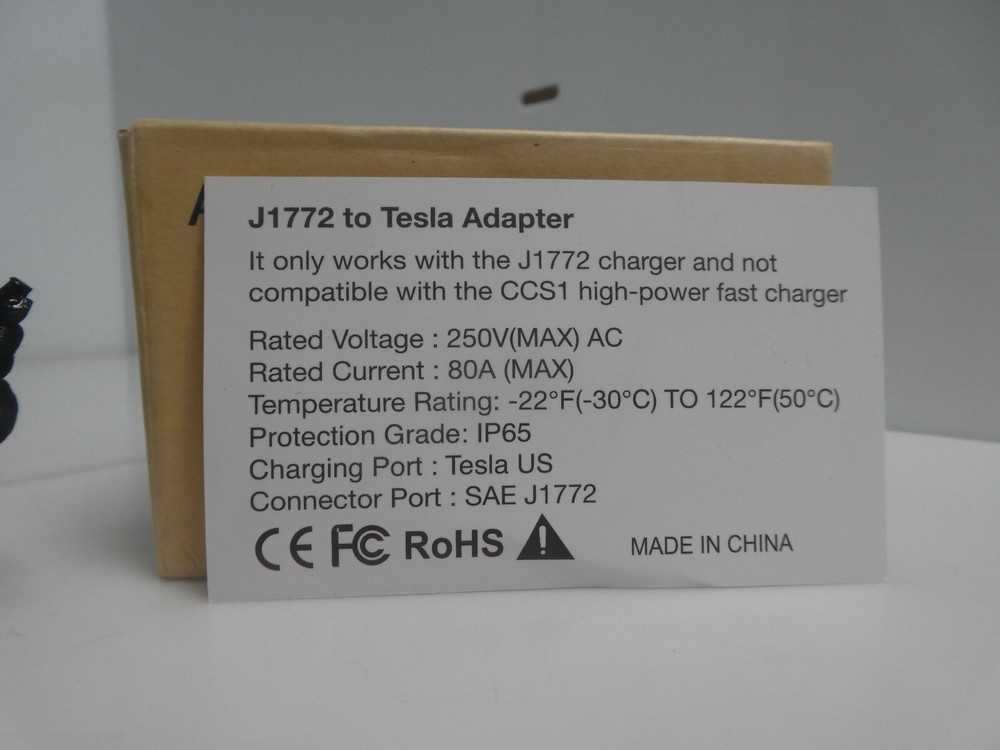 J1772 to Tesla Adapter
It only works with the J1772 charger and not
compatible with the CCS1 high-power fast charger
Rated Voltage : 250V(MAX) AC
Rated Current : 80A (MAX)
Temperature Rating: -22°F(-30°C) TO 122°F(50°C)
Protection Grade: IP65
Charging Port : Tesla US
Connector Port : SAE J1772
CE FC RoHS ! MADE IN CHINA